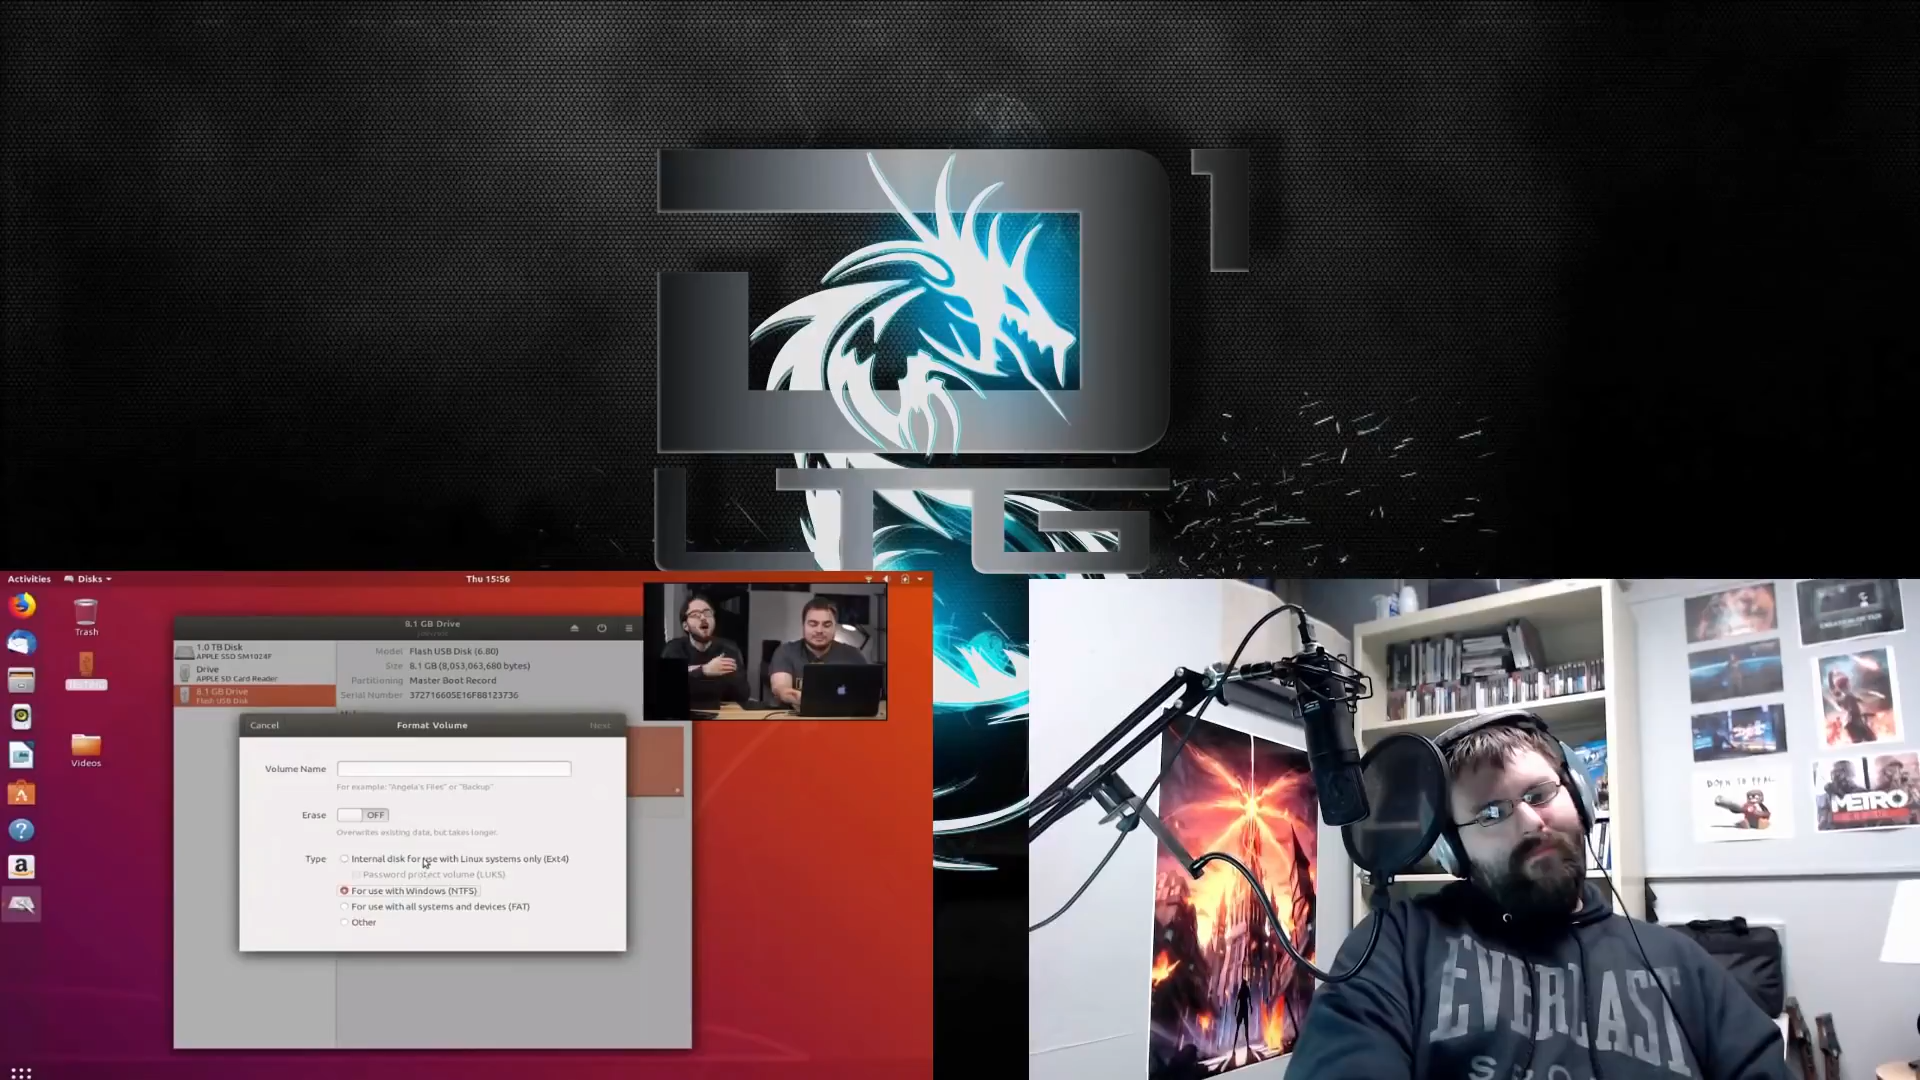 D1
LTG
Activities
Disks
Thu 15:56
Trash
Videos
8.1 GB Drive
1.0 TB Disk
APPLE SSD SM1024F
Drive
APPLE SD Card Reader
8.1 GB Drive
Flash USB Disk
Model Flash USB Disk (6.80)
Size 8.1 GB (8,053,063,680 bytes)
Partitioning Master Boot Record
Serial Number 372716605E16F88123736
Cancel
Format Volume
Next
Volume Name
For example: "Angela's Files" or "Backup"
Erase OFF
Overwrites existing data, but takes longer.
Type
Internal disk for use with Linux systems only (Ext4)
Password protect volume (LUKS)
For use with Windows (NTFS)
For use with all systems and devices (FAT)
Other
METRO
EVERLAST